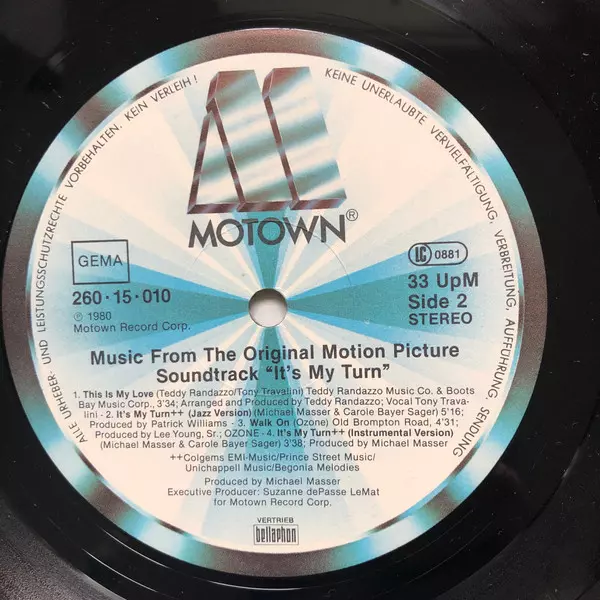 ALLE URHEBER- UND LEISTUNGSSCHUTZRECHTE VORBEHALTEN. KEIN VERLEIH! KEINE UNERLAUBTE VERVIELFÄLTIGUNG, VERBREITUNG, AUFFÜHRUNG, SENDUNG
MOTOWN®
GEMA
LC 0881
260·15·010
33 UpM
Side 2
STEREO
℗ 1980
Motown Record Corp.
Music From The Original Motion Picture
Soundtrack "It's My Turn"
1. This Is My Love (Teddy Randazzo/Tony Travalini) Teddy Randazzo Music Co. & Boots
Bay Music Corp., 3'34; Arranged and Produced by Teddy Randazzo; Vocal Tony Trava-
lini - 2. It's My Turn++ (Jazz Version) (Michael Masser & Carole Bayer Sager) 5'16;
Produced by Patrick Williams - 3. Walk On (Ozone) Old Brompton Road, 4'31;
Produced by Lee Young, Sr.; OZONE - 4. It's My Turn++ (Instrumental Version)
(Michael Masser & Carole Bayer Sager) 3'38; Produced by Michael Masser
++Colgems EMI-Music/Prince Street Music/
Unichappell Music/Begonia Melodies
Produced by Michael Masser
Executive Producer: Suzanne dePasse LeMat
for Motown Record Corp.
VERTRIEB
bellaphon